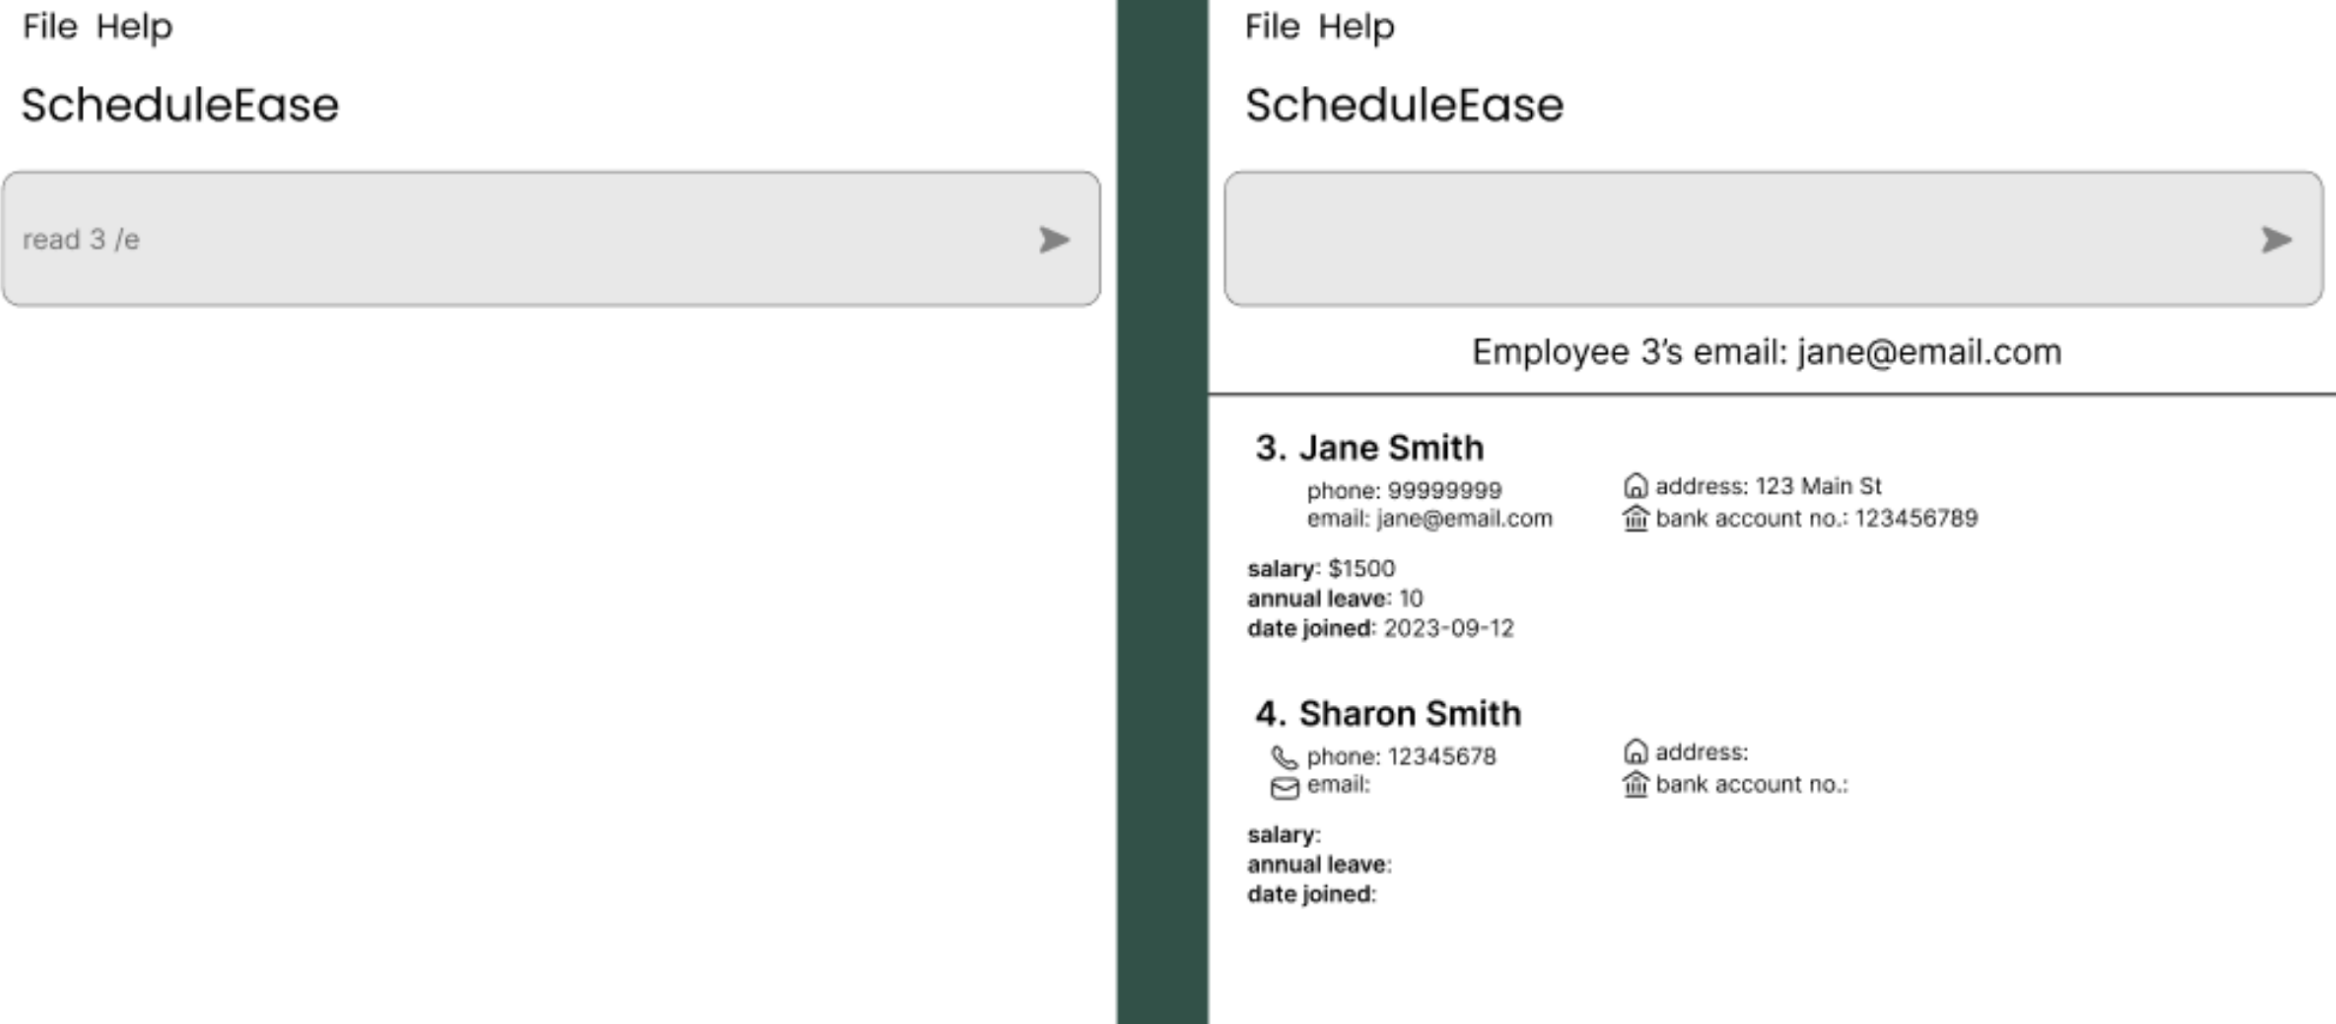 File Help
ScheduleEase
read 3 /e
File Help
ScheduleEase
Employee 3’s email: jane@email.com
3. Jane Smith
phone: 99999999
email: jane@email.com
address: 123 Main St
bank account no.: 123456789
salary: $1500
annual leave: 10
date joined: 2023-09-12
4. Sharon Smith
phone: 12345678
email:
address:
bank account no.:
salary:
annual leave:
date joined: